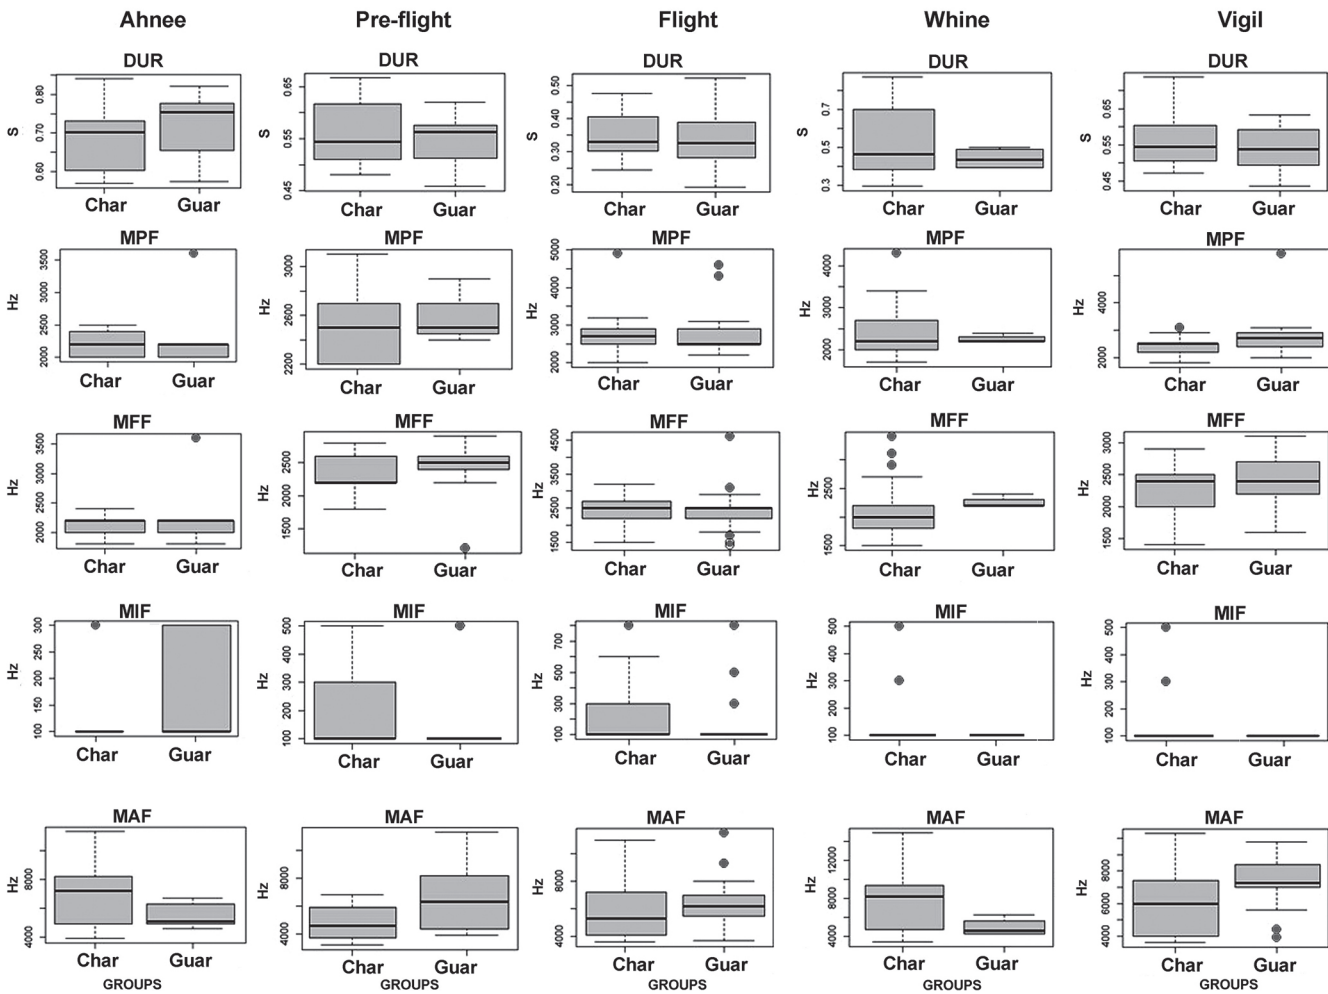 Ahnee Pre-flight Flight Whine Vigil
DUR DUR DUR DUR DUR
S 0.60 0.70 0.80
S 0.45 0.55 0.65
S 0.20 0.30 0.40 0.50
S 0.3 0.5 0.7
S 0.45 0.55 0.65
Char Guar Char Guar Char Guar Char Guar Char Guar
MPF MPF MPF MPF MPF
Hz 2000 2500 3000 3500
Hz 2200 2600 3000
Hz 2000 3000 4000 5000
Hz 2000 3000 4000
Hz 2000 4000
Char Guar Char Guar Char Guar Char Guar Char Guar
MFF MFF MFF MFF MFF
Hz 2000 2500 3000 3500
Hz 1500 2000 2500
Hz 1500 2500 3500 4500
Hz 1500 2500
Hz 1500 2000 2500 3000
Char Guar Char Guar Char Guar Char Guar Char Guar
MIF MIF MIF MIF MIF
Hz 100 150 200 250 300
Hz 100 200 300 400 500
Hz 100 300 500 700
Hz 100 200 300 400 500
Hz 100 200 300 400 500
Char Guar Char Guar Char Guar Char Guar Char Guar
MAF MAF MAF MAF MAF
Hz 4000 8000
Hz 4000 8000
Hz 4000 8000
Hz 4000 8000 12000
Hz 4000 6000 8000
Char Guar Char Guar Char Guar Char Guar Char Guar
GROUPS GROUPS GROUPS GROUPS GROUPS